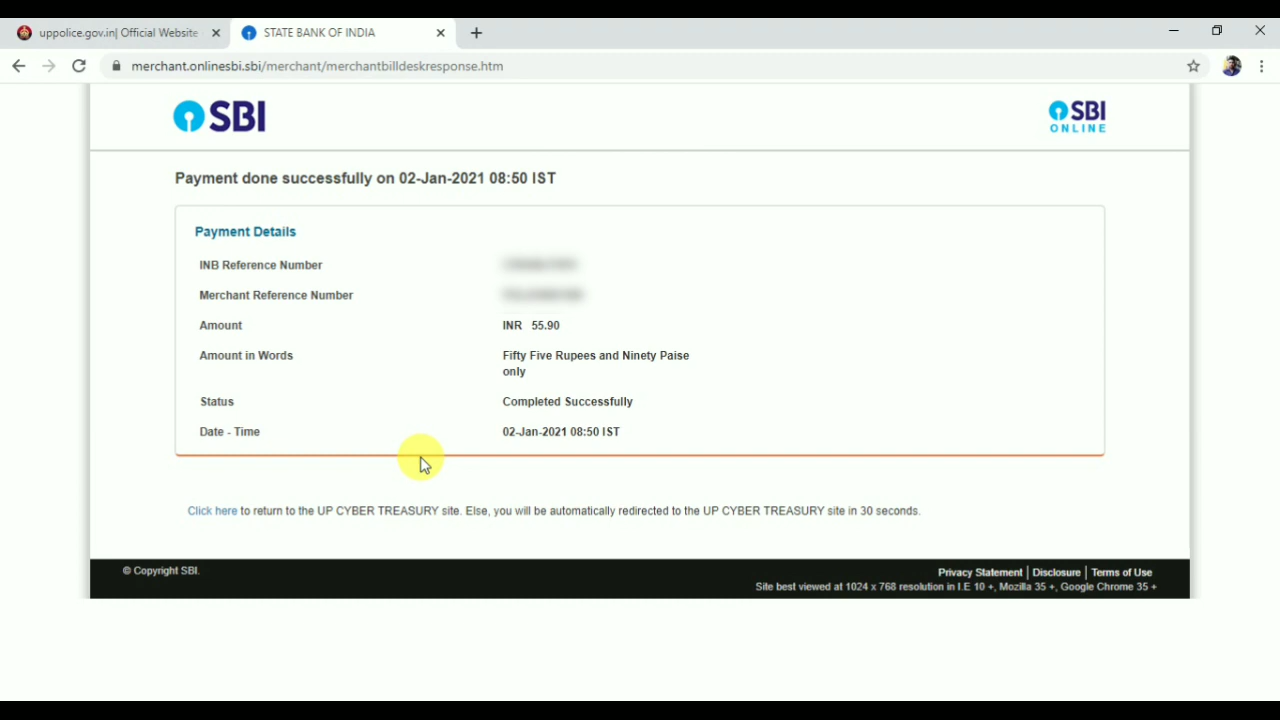 uppolice.gov.in| Official Website
STATE BANK OF INDIA
merchant.onlinesbi.sbi/merchant/merchantbilldeskresponse.htm
SBI
SBI
ONLINE
Payment done successfully on 02-Jan-2021 08:50 IST
Payment Details
INB Reference Number
Merchant Reference Number
Amount INR 55.90
Amount in Words Fifty Five Rupees and Ninety Paise
only
Status Completed Successfully
Date - Time 02-Jan-2021 08:50 IST
Click here to return to the UP CYBER TREASURY site. Else, you will be automatically redirected to the UP CYBER TREASURY site in 30 seconds.
© Copyright SBI.
Privacy Statement | Disclosure | Terms of Use
Site best viewed at 1024 x 768 resolution in I.E 10 +, Mozilla 35 +, Google Chrome 35 +